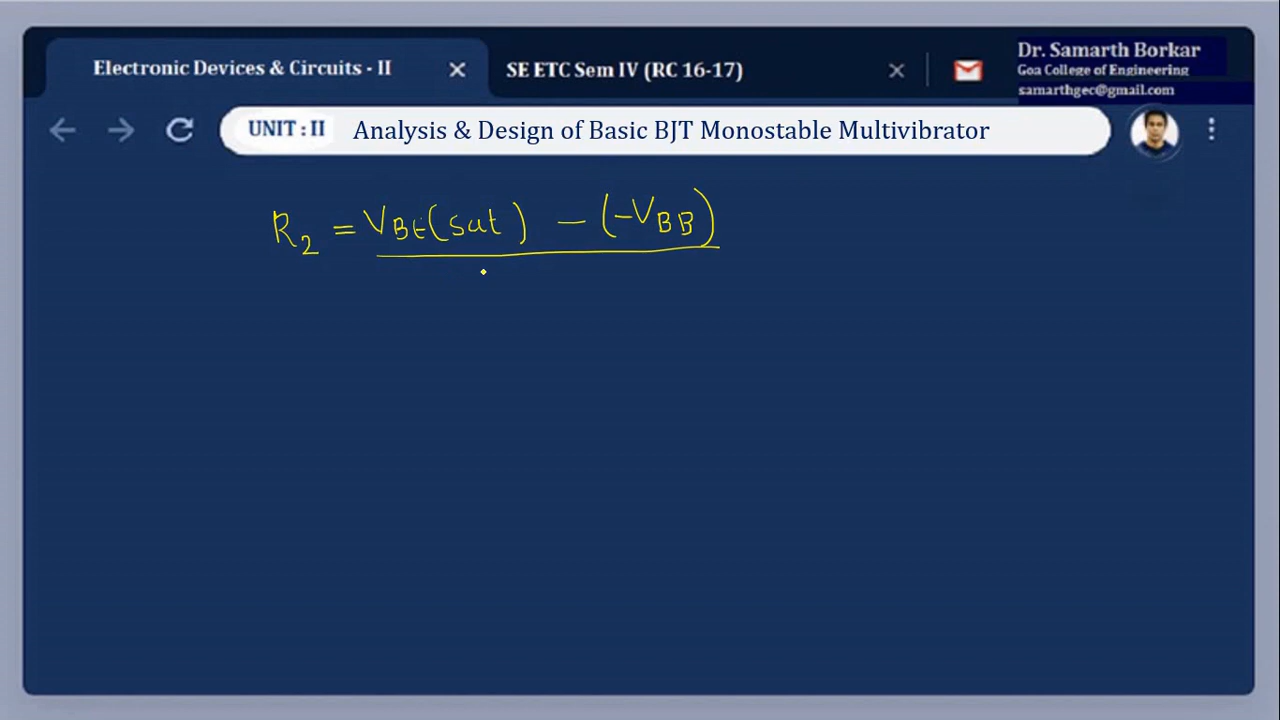 Electronic Devices & Circuits - II
SE ETC Sem IV (RC 16-17)
Dr. Samarth Borkar
Goa College of Engineering
samarthgec@gmail.com
UNIT : II
Analysis & Design of Basic BJT Monostable Multivibrator
R2 = VBE(sat) - (-VBB)